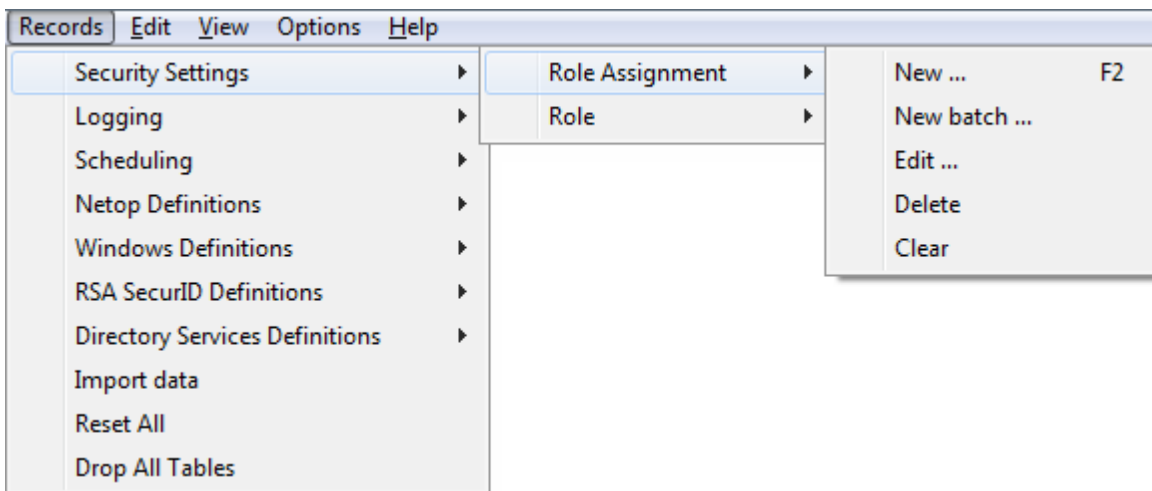 Records Edit View Options Help
Security Settings Role Assignment New ... F2
Logging Role New batch ...
Scheduling Edit ...
Netop Definitions Delete
Windows Definitions Clear
RSA SecurID Definitions
Directory Services Definitions
Import data
Reset All
Drop All Tables